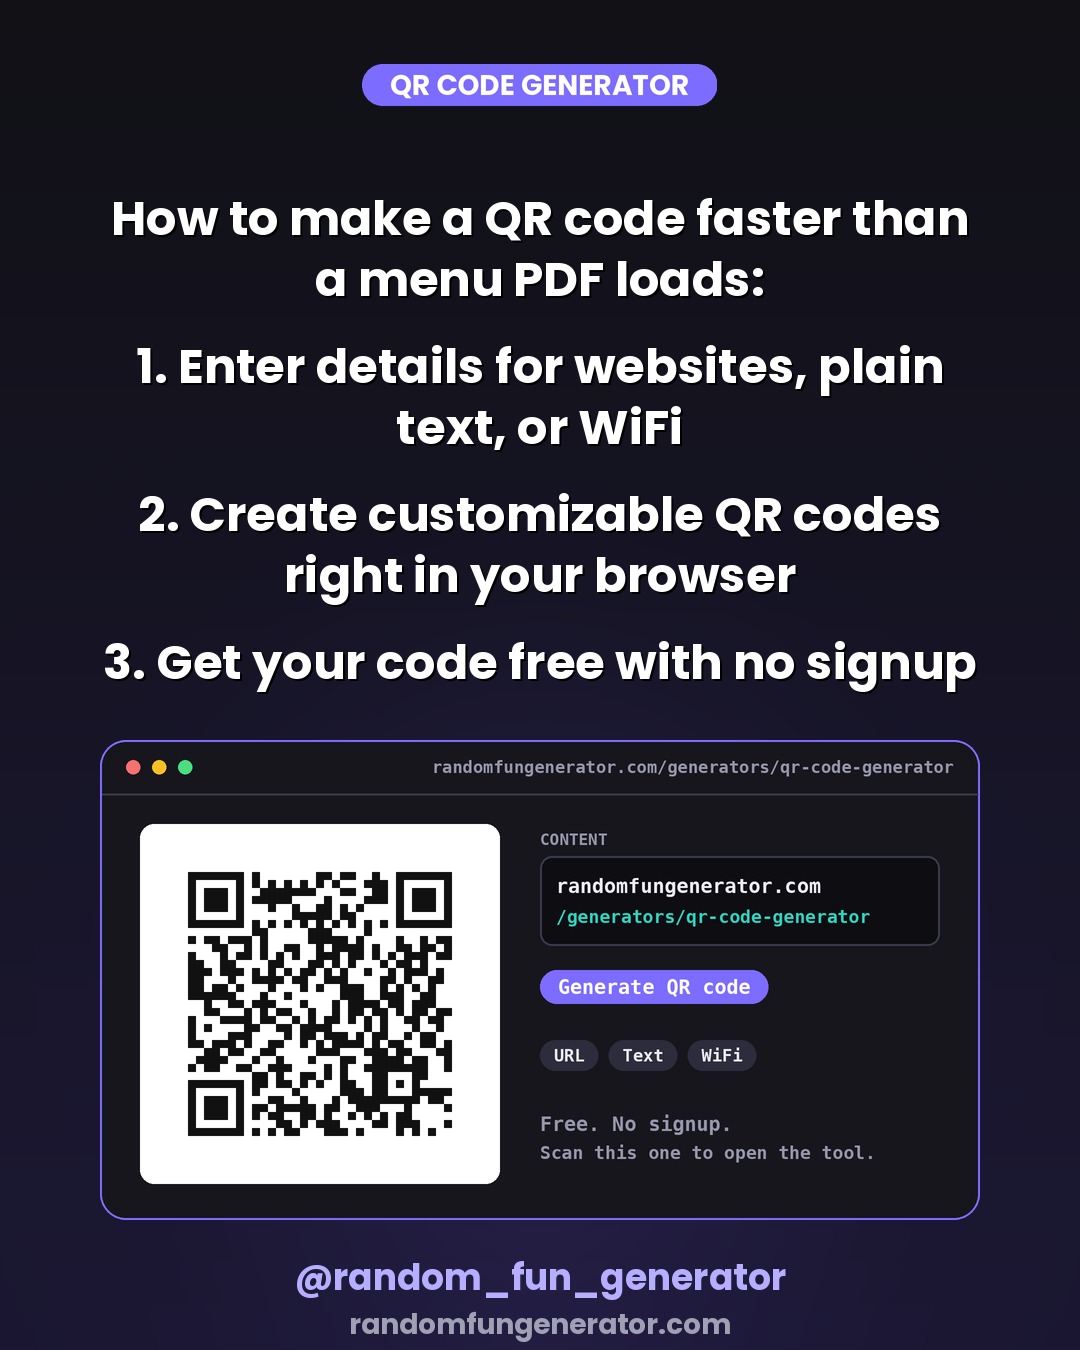 QR CODE GENERATOR
How to make a QR code faster than
a menu PDF loads:
1. Enter details for websites, plain
text, or WiFi
2. Create customizable QR codes
right in your browser
3. Get your code free with no signup
randomfungenerator.com/generators/qr-code-generator
CONTENT
randomfungenerator.com
/generators/qr-code-generator
Generate QR code
URL Text WiFi
Free. No signup.
Scan this one to open the tool.
@random_fun_generator
randomfungenerator.com